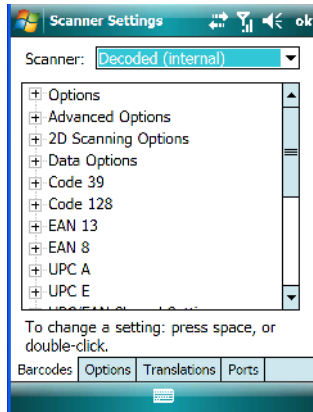 Scanner Settings ok
Scanner: Decoded (internal)
Options
Advanced Options
2D Scanning Options
Data Options
Code 39
Code 128
EAN 13
EAN 8
UPC A
UPC E
To change a setting: press space, or
double-click.
Barcodes Options Translations Ports